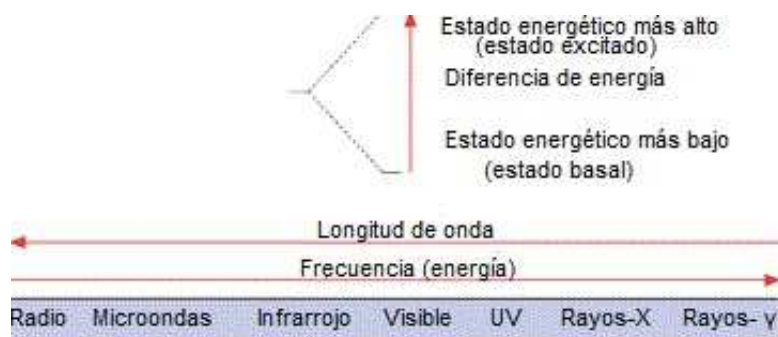 Estado energético más alto
(estado excitado)
Diferencia de energía
Estado energético más bajo
(estado basal)
Longitud de onda
Frecuencia (energía)
Radio Microondas Infrarrojo Visible UV Rayos-X Rayos- γ